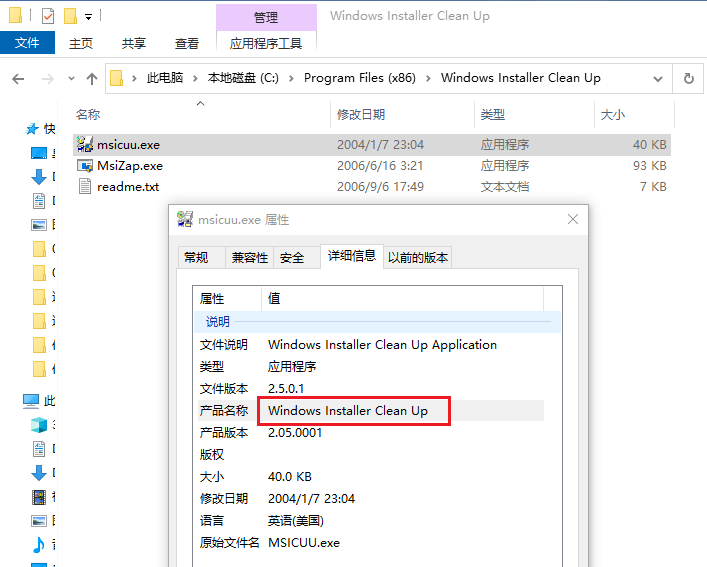 管理
Windows Installer Clean Up
文件
主页
共享
查看
应用程序工具
此电脑 › 本地磁盘 (C:) › Program Files (x86) › Windows Installer Clean Up
名称 修改日期 类型 大小
msicuu.exe 2004/1/7 23:04 应用程序 40 KB
MsiZap.exe 2006/6/16 3:21 应用程序 93 KB
readme.txt 2006/9/6 17:49 文本文档 7 KB
msicuu.exe 属性
常规 兼容性 安全 详细信息 以前的版本
属性 值
说明
文件说明 Windows Installer Clean Up Application
类型 应用程序
文件版本 2.5.0.1
产品名称 Windows Installer Clean Up
产品版本 2.05.0001
版权
大小 40.0 KB
修改日期 2004/1/7 23:04
语言 英语(美国)
原始文件名 MSICUU.exe